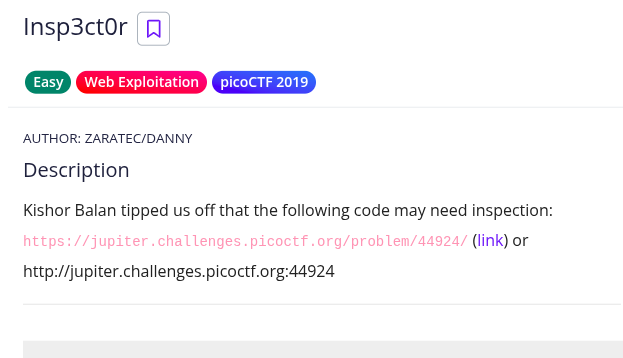 Insp3ct0r
Easy Web Exploitation picoCTF 2019
AUTHOR: ZARATEC/DANNY
Description
Kishor Balan tipped us off that the following code may need inspection:
https://jupiter.challenges.picoctf.org/problem/44924/ (link) or
http://jupiter.challenges.picoctf.org:44924